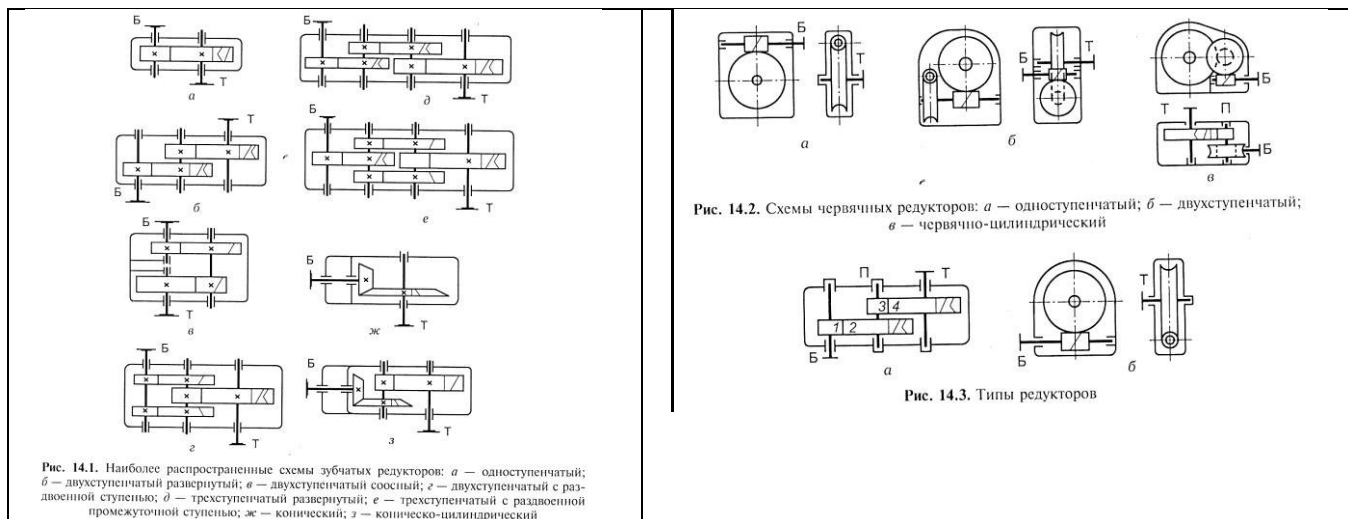 Б
Т
а
Б
Т
д
Т
Б
б
Б
Т
е
Б
Т
в
Б
Т
ж
Б
Т
г
Б
Т
з
Рис. 14.1. Наиболее распространенные схемы зубчатых редукторов: а — одноступенчатый;
б — двухступенчатый развернутый; в — двухступенчатый соосный; г — двухступенчатый с раз-
двоенной ступенью; д — трехступенчатый развернутый; е — трехступенчатый с раздвоенной
промежуточной ступенью; ж — конический; з — коническо-цилиндрический
Б
Т
а
Б
Т
б
Б
Т
П
Б
в
Рис. 14.2. Схемы червячных редукторов: а — одноступенчатый; б — двухступенчатый;
в — червячно-цилиндрический
П
Т
3 4
1 2
Б
а
Т
Б
б
Рис. 14.3. Типы редукторов